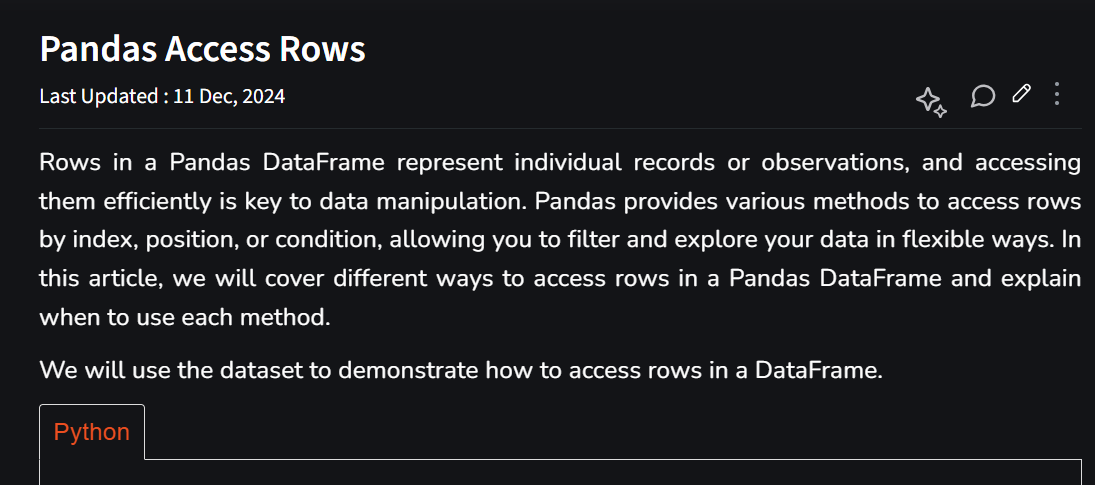 Pandas Access Rows
Last Updated : 11 Dec, 2024
Rows in a Pandas DataFrame represent individual records or observations, and accessing
them efficiently is key to data manipulation. Pandas provides various methods to access rows
by index, position, or condition, allowing you to filter and explore your data in flexible ways. In
this article, we will cover different ways to access rows in a Pandas DataFrame and explain
when to use each method.
We will use the dataset to demonstrate how to access rows in a DataFrame.
Python